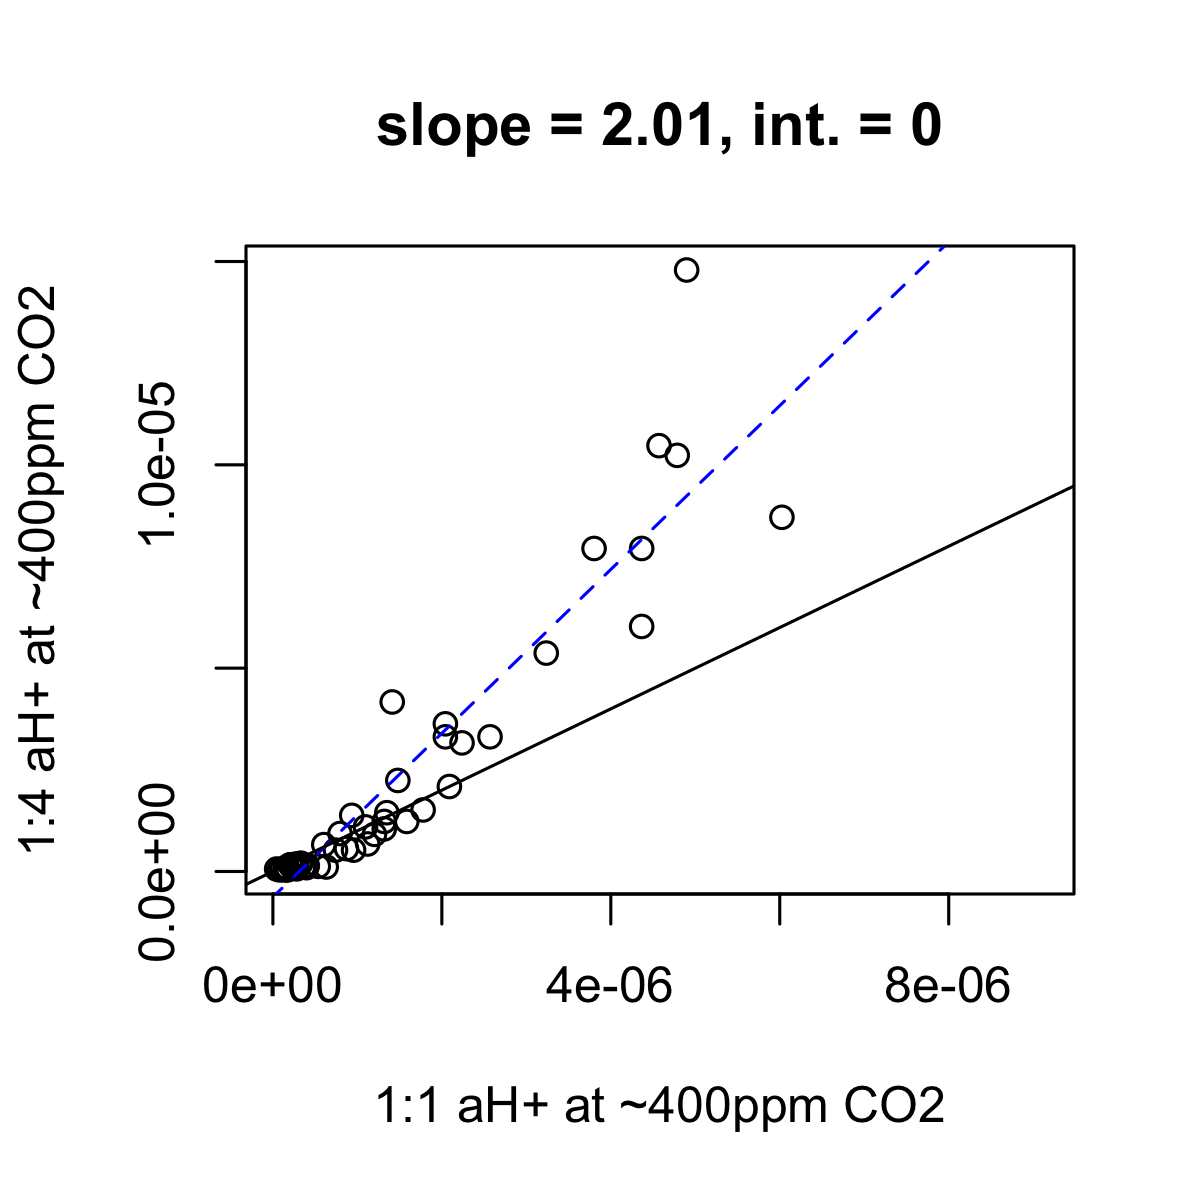 slope = 2.01, int. = 0
1:4 aH+ at ~400ppm CO2
1.0e-05
0.0e+00
0e+00
4e-06
8e-06
1:1 aH+ at ~400ppm CO2